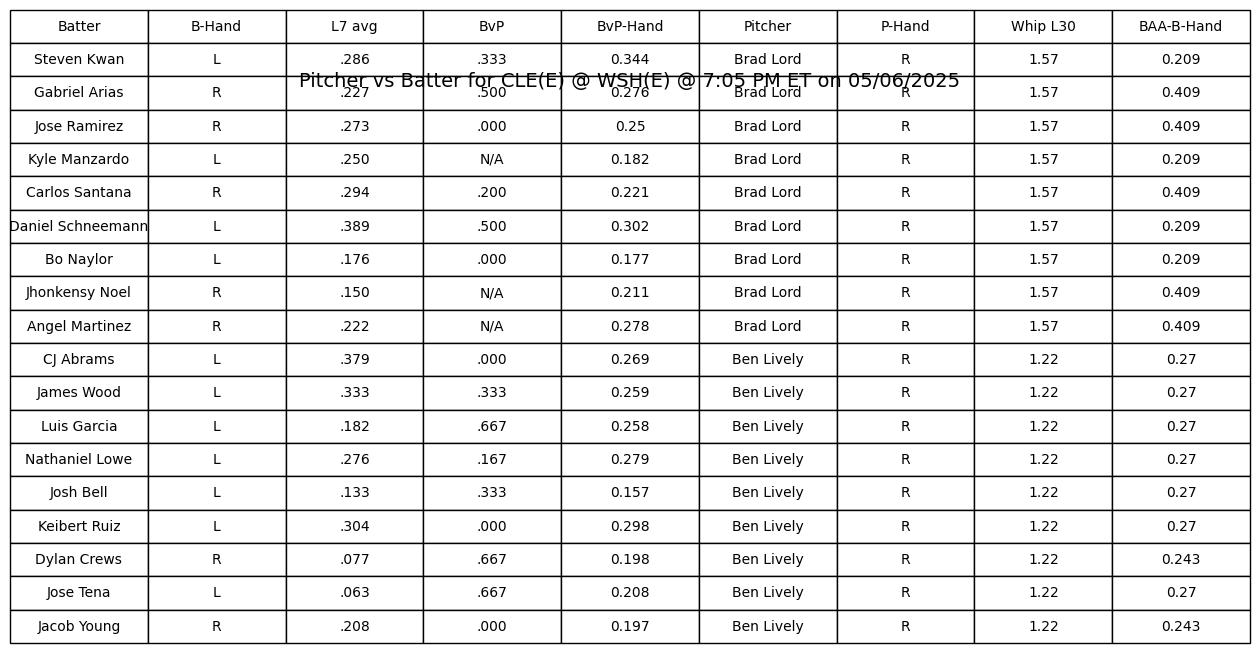 Batter B-Hand L7 avg BvP BvP-Hand Pitcher P-Hand Whip L30 BAA-B-Hand
Steven Kwan L .286 .333 0.344 Brad Lord R 1.57 0.209
Pitcher vs Batter for CLE(E) @ WSH(E) @ 7:05 PM ET on 05/06/2025
Gabriel Arias R .227 .500 0.276 Brad Lord R 1.57 0.409
Jose Ramirez R .273 .000 0.25 Brad Lord R 1.57 0.409
Kyle Manzardo L .250 N/A 0.182 Brad Lord R 1.57 0.209
Carlos Santana R .294 .200 0.221 Brad Lord R 1.57 0.409
Daniel Schneemann L .389 .500 0.302 Brad Lord R 1.57 0.209
Bo Naylor L .176 .000 0.177 Brad Lord R 1.57 0.209
Jhonkensy Noel R .150 N/A 0.211 Brad Lord R 1.57 0.409
Angel Martinez R .222 N/A 0.278 Brad Lord R 1.57 0.409
CJ Abrams L .379 .000 0.269 Ben Lively R 1.22 0.27
James Wood L .333 .333 0.259 Ben Lively R 1.22 0.27
Luis Garcia L .182 .667 0.258 Ben Lively R 1.22 0.27
Nathaniel Lowe L .276 .167 0.279 Ben Lively R 1.22 0.27
Josh Bell L .133 .333 0.157 Ben Lively R 1.22 0.27
Keibert Ruiz L .304 .000 0.298 Ben Lively R 1.22 0.27
Dylan Crews R .077 .667 0.198 Ben Lively R 1.22 0.243
Jose Tena L .063 .667 0.208 Ben Lively R 1.22 0.27
Jacob Young R .208 .000 0.197 Ben Lively R 1.22 0.243